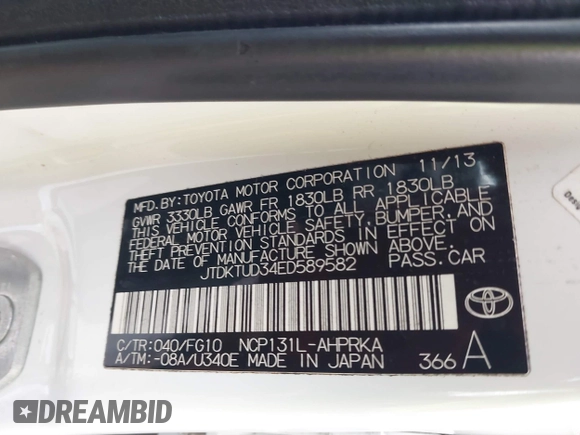 MFD. BY: TOYOTA MOTOR CORPORATION 11/13
GVWR 3330LB GAWR FR 1830LB RR 1830LB
THIS VEHICLE CONFORMS TO ALL APPLICABLE
FEDERAL MOTOR VEHICLE SAFETY, BUMPER, AND
THEFT PREVENTION STANDARDS IN EFFECT ON
THE DATE OF MANUFACTURE SHOWN ABOVE.
JTDKTUD34ED589582 PASS. CAR
C/TR: 040/FG10 NCP131L-AHPRKA
A/TM: -08A/U340E MADE IN JAPAN 366 A
DREAMBID